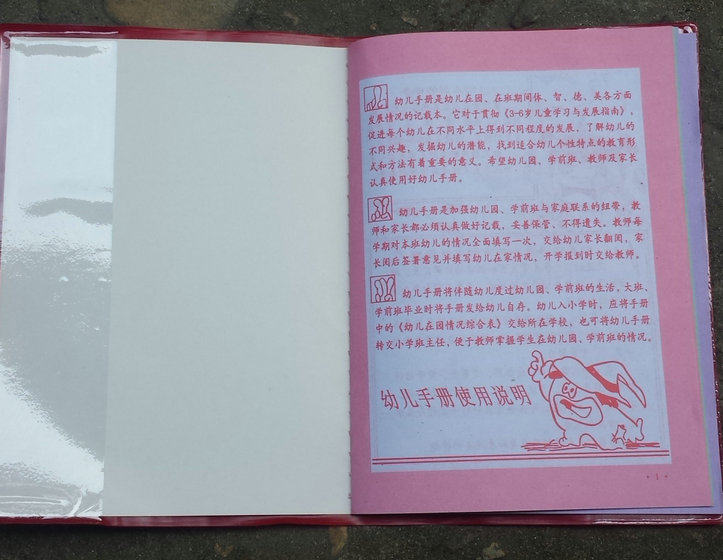 幼儿手册是幼儿在园、在班期间体、智、德、美各方面
发展情况的记载本。它对于贯彻《3-6岁儿童学习与发展指南》,
促进每个幼儿在不同水平上得到不同程度的发展,了解幼儿的
不同兴趣,发掘幼儿的潜能,找到适合幼儿个性特点的教育形
式和方法有着重要的意义。希望幼儿园、学前班、教师及家长
认真使用好幼儿手册。
幼儿手册是加强幼儿园、学前班与家庭联系的纽带,教
师和家长都必须认真做好记载,妥善保管、不得遗失。教师每
学期对本班幼儿的情况全面填写一次,交给幼儿家长翻阅,家
长阅后签署意见并填写幼儿在家情况,开学报到时交给教师。
幼儿手册将伴随幼儿度过幼儿园、学前班的生活,大班、
学前班毕业时将手册发给幼儿自存。幼儿入小学时,应将手册
中的《幼儿在园情况综合表》交给所在学校,也可将幼儿手册
转交小学班主任,便于教师掌握学生在幼儿园、学前班的情况。
幼儿手册使用说明
·1·